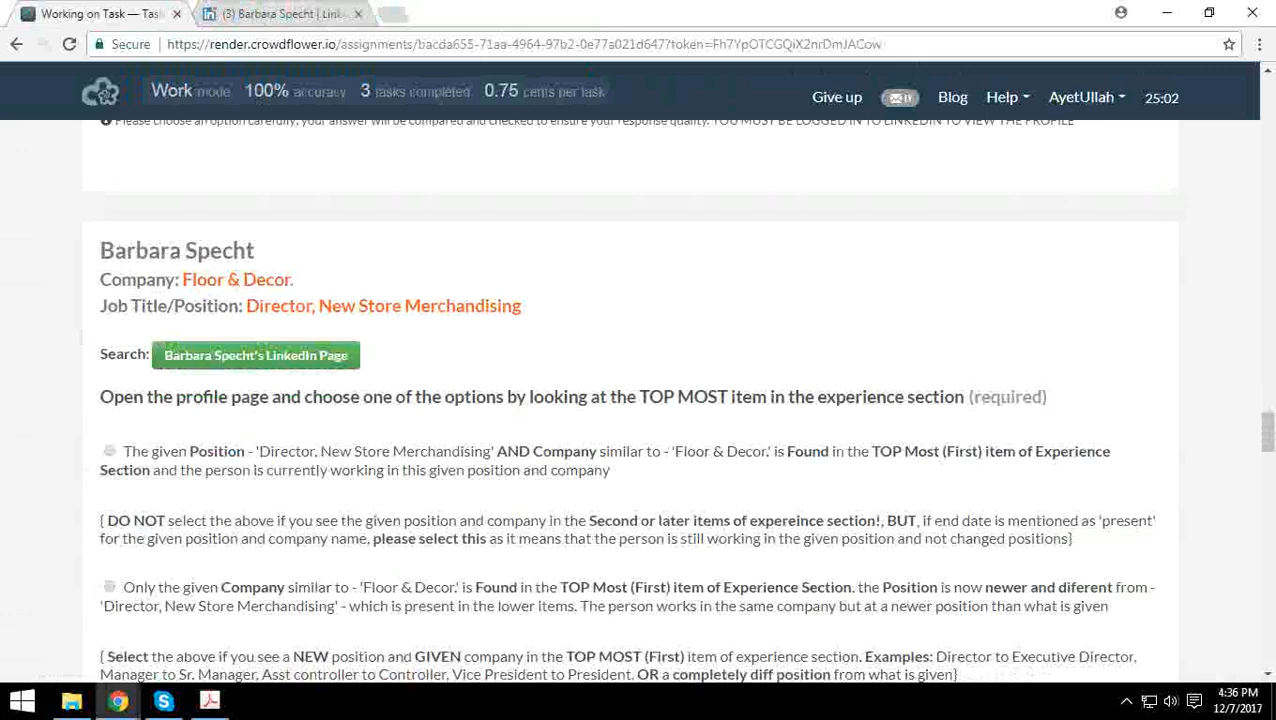 Working on Task — Task
(3) Barbara Specht | Link
Secure https://render.crowdflower.io/assignments/bacda655-71aa-4964-97b2-0e77a021d647?token=Fh7YpOTCGQiX2nrDmJACow
Work mode 100% accuracy 3 tasks completed 0.75 cents per task
Give up Blog Help AyetUllah 25:02
Please choose an option carefully, your answer will be compared and checked to ensure your response quality. YOU MUST BE LOGGED IN TO LINKEDIN TO VIEW THE PROFILE
Barbara Specht
Company: Floor & Decor.
Job Title/Position: Director, New Store Merchandising
Search: Barbara Specht's LinkedIn Page
Open the profile page and choose one of the options by looking at the TOP MOST item in the experience section (required)
The given Position - 'Director, New Store Merchandising' AND Company similar to - 'Floor & Decor.' is Found in the TOP Most (First) item of Experience
Section and the person is currently working in this given position and company
{ DO NOT select the above if you see the given position and company in the Second or later items of expereince section!, BUT, if end date is mentioned as 'present'
for the given position and company name, please select this as it means that the person is still working in the given position and not changed positions}
Only the given Company similar to - 'Floor & Decor.' is Found in the TOP Most (First) item of Experience Section. the Position is now newer and diferent from -
'Director, New Store Merchandising' - which is present in the lower items. The person works in the same company but at a newer position than what is given
{ Select the above if you see a NEW position and GIVEN company in the TOP MOST (First) item of experience section. Examples: Director to Executive Director,
Manager to Sr. Manager, Asst controller to Controller, Vice President to President. OR a completely diff position from what is given}
4:36 PM
12/7/2017